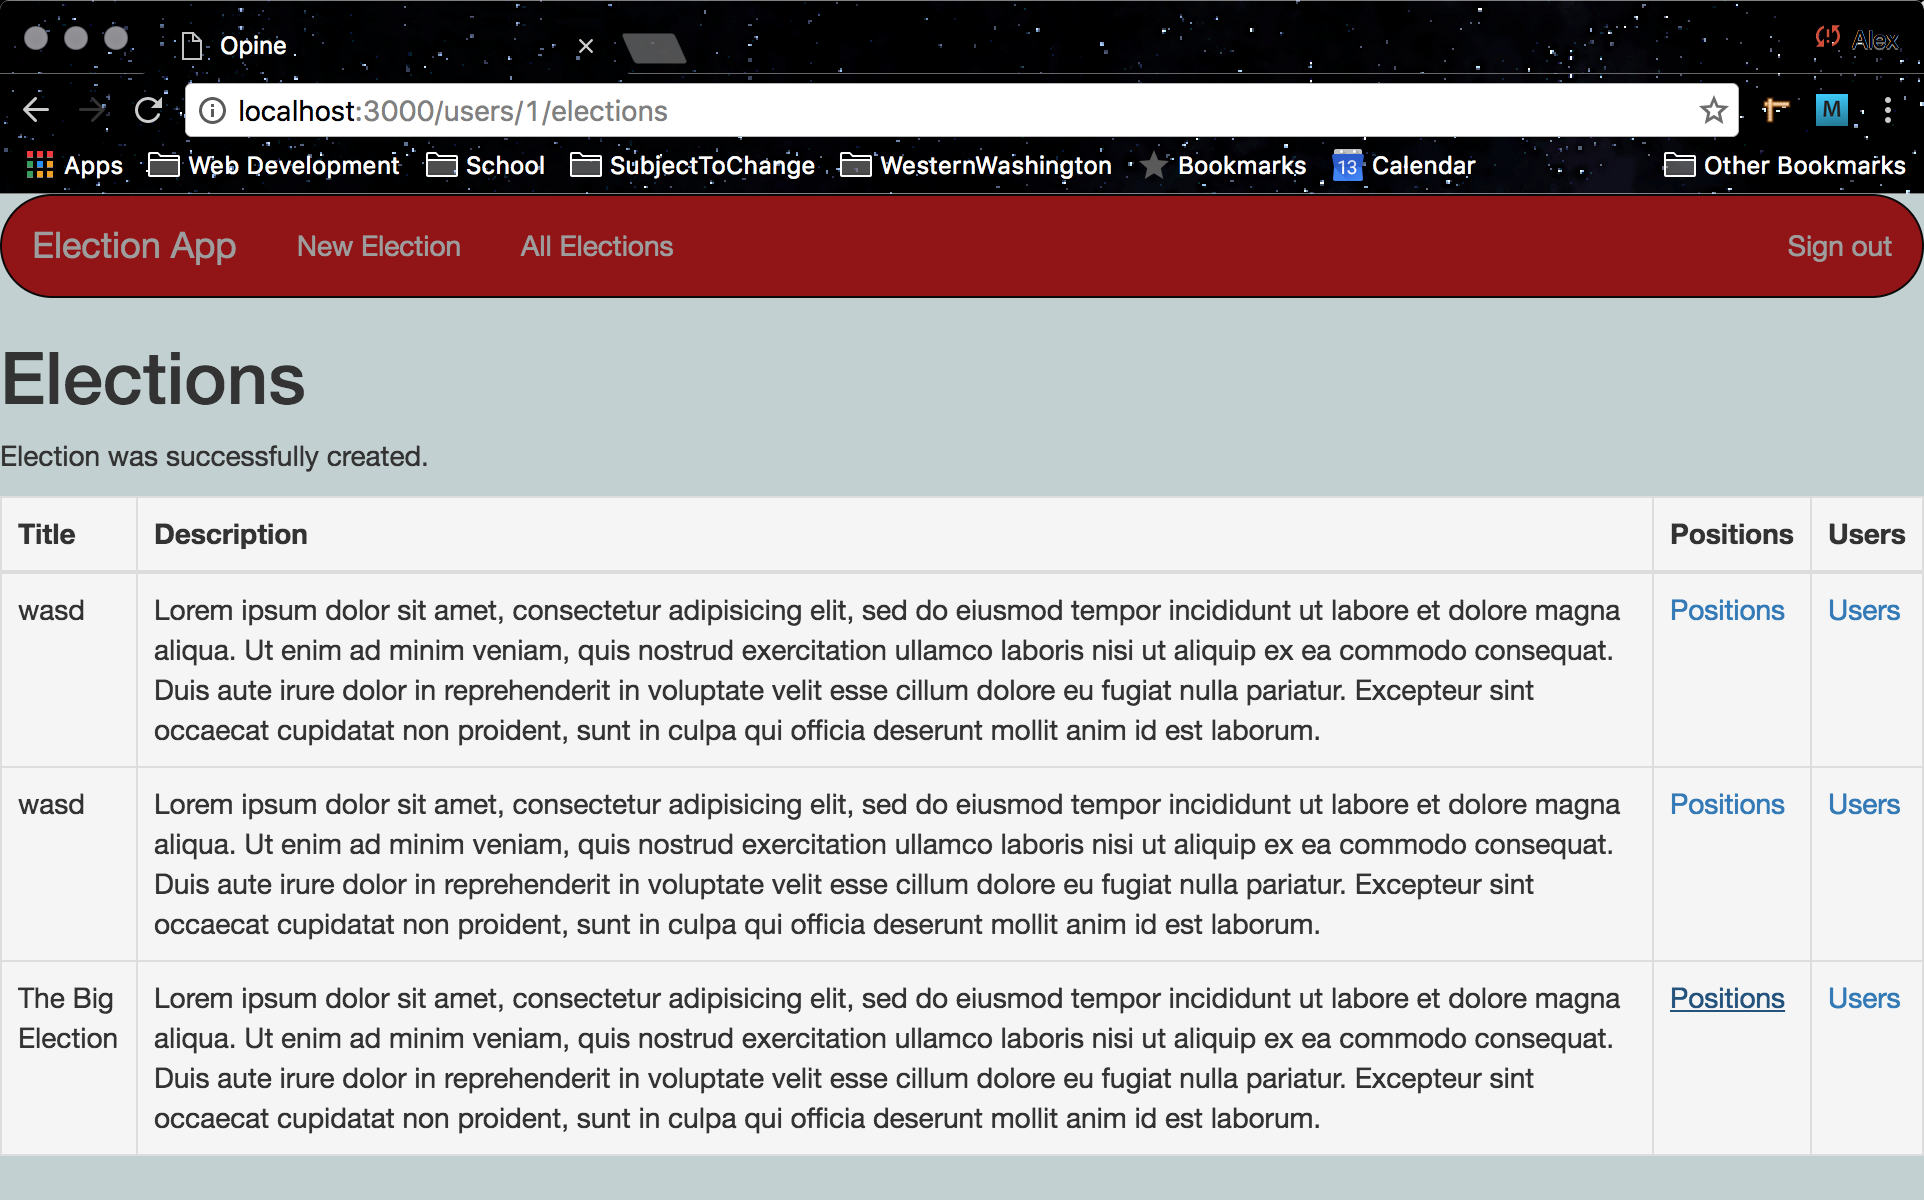 Opine
Alex
localhost:3000/users/1/elections
M
Apps Web Development School SubjectToChange WesternWashington Bookmarks 13 Calendar Other Bookmarks
Election App New Election All Elections Sign out
Elections
Election was successfully created.
Title Description Positions Users
wasd Lorem ipsum dolor sit amet, consectetur adipisicing elit, sed do eiusmod tempor incididunt ut labore et dolore magna Positions Users
aliqua. Ut enim ad minim veniam, quis nostrud exercitation ullamco laboris nisi ut aliquip ex ea commodo consequat.
Duis aute irure dolor in reprehenderit in voluptate velit esse cillum dolore eu fugiat nulla pariatur. Excepteur sint
occaecat cupidatat non proident, sunt in culpa qui officia deserunt mollit anim id est laborum.
wasd Lorem ipsum dolor sit amet, consectetur adipisicing elit, sed do eiusmod tempor incididunt ut labore et dolore magna Positions Users
aliqua. Ut enim ad minim veniam, quis nostrud exercitation ullamco laboris nisi ut aliquip ex ea commodo consequat.
Duis aute irure dolor in reprehenderit in voluptate velit esse cillum dolore eu fugiat nulla pariatur. Excepteur sint
occaecat cupidatat non proident, sunt in culpa qui officia deserunt mollit anim id est laborum.
The Big Lorem ipsum dolor sit amet, consectetur adipisicing elit, sed do eiusmod tempor incididunt ut labore et dolore magna Positions Users
Election aliqua. Ut enim ad minim veniam, quis nostrud exercitation ullamco laboris nisi ut aliquip ex ea commodo consequat.
Duis aute irure dolor in reprehenderit in voluptate velit esse cillum dolore eu fugiat nulla pariatur. Excepteur sint
occaecat cupidatat non proident, sunt in culpa qui officia deserunt mollit anim id est laborum.